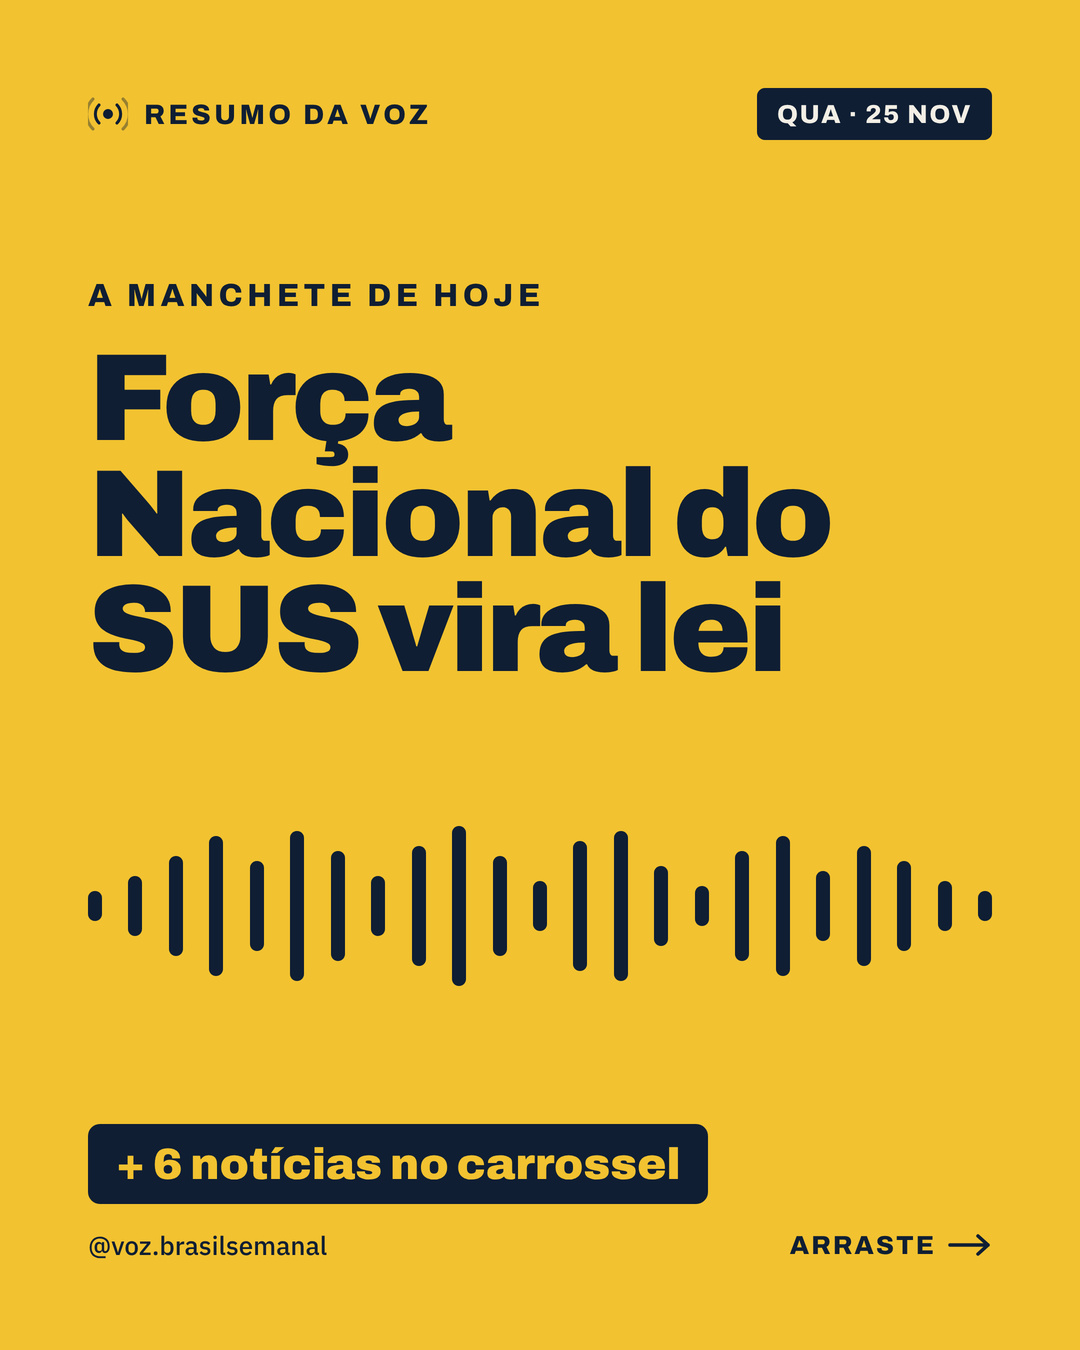 RESUMO DA VOZ
QUA · 25 NOV
A MANCHETE DE HOJE
Força
Nacional do
SUS vira lei
+ 6 notícias no carrossel
@voz.brasilsemanal
ARRASTE →